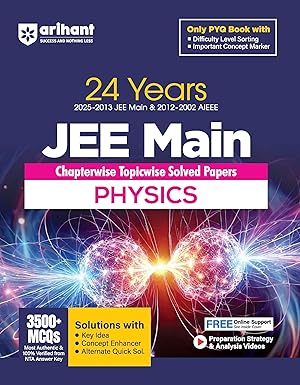 arihant
SUCCESS AND NOTHING LESS
Only PYQ Book with
• Difficulty Level Sorting
• Important Concept Marker
24 Years
2025-2013 JEE Main & 2012-2002 AIEEE
JEE Main
Chapterwise Topicwise Solved Papers
PHYSICS
3500+
MCQs
Most Authentic &
100% Verified from
NTA Answer Key
Solutions with
• Key Idea
• Concept Enhancer
• Alternate Quick Sol.
FREE Online Support
See inside Cover
Preparation Strategy
& Analysis Videos